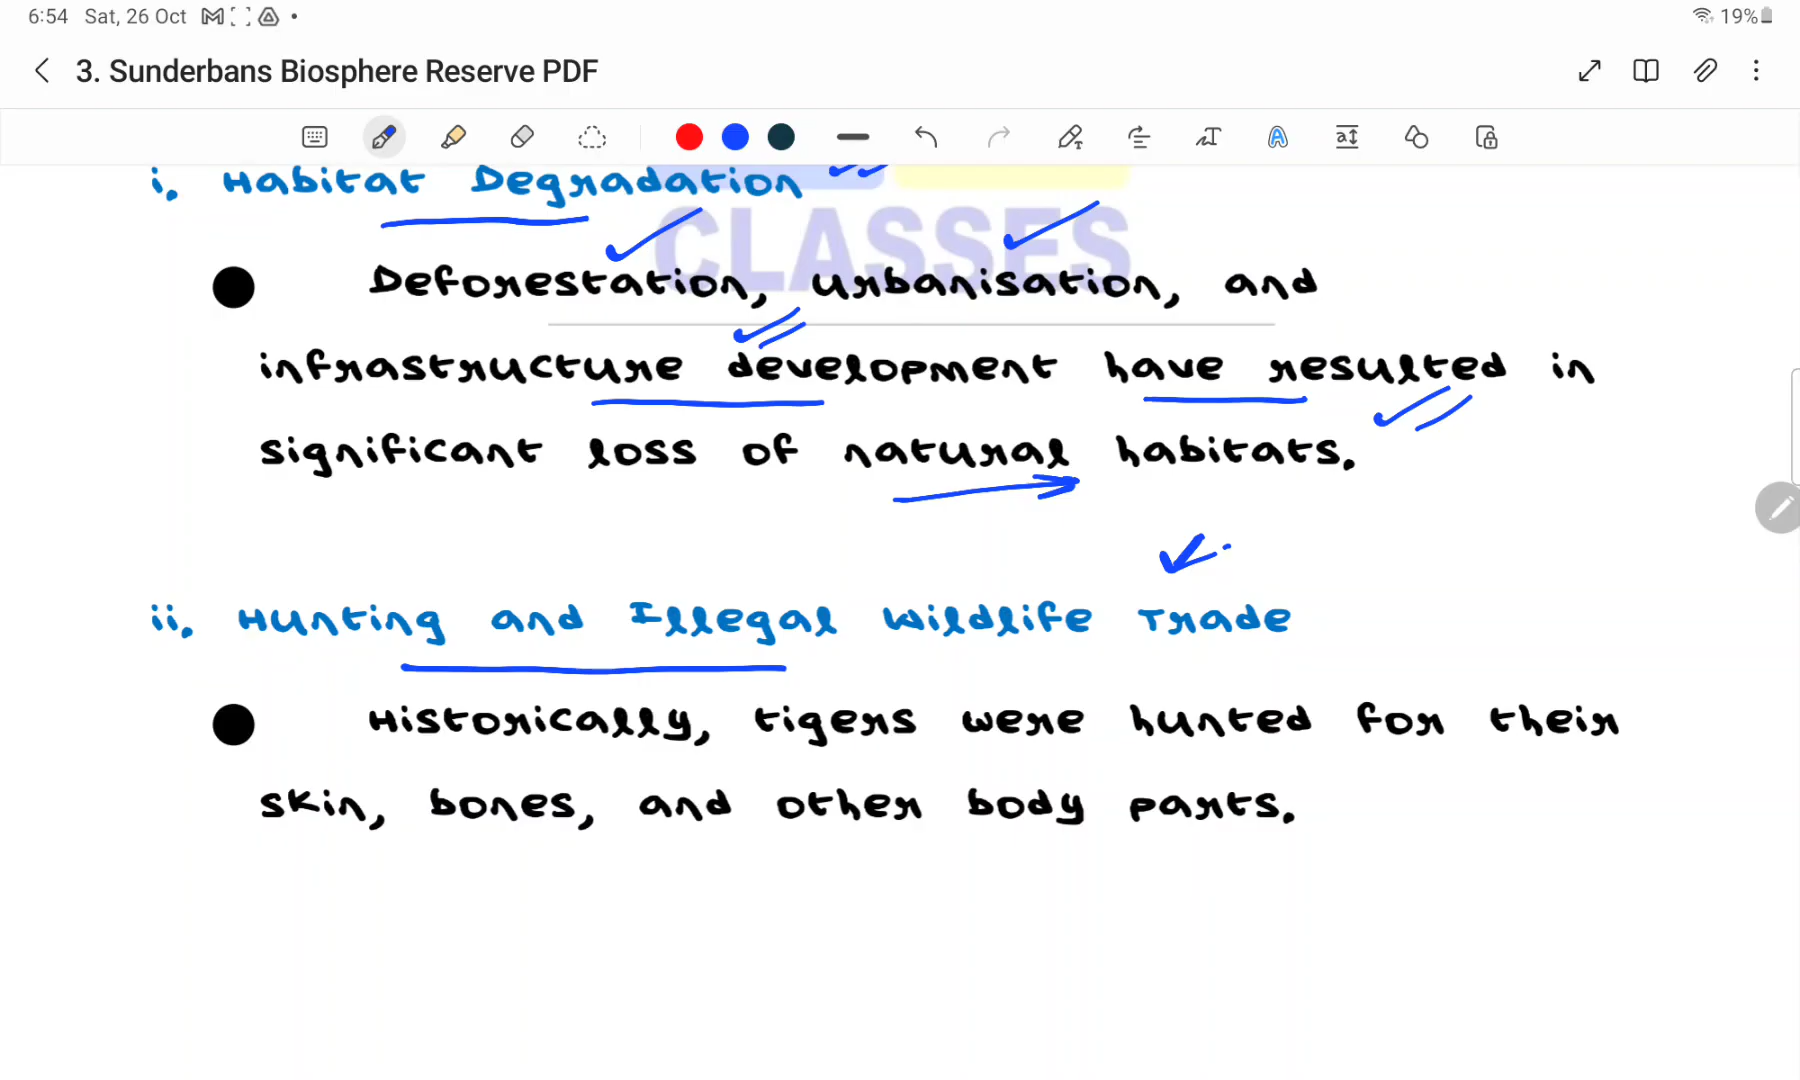 6:54 Sat, 26 Oct 19%
3. Sunderbans Biosphere Reserve PDF
i. Habitat Degradation
CLASSES
Deforestation, urbanisation, and
infrastructure development have resulted in
significant loss of natural habitats.
ii. Hunting and Illegal Wildlife Trade
Historically, tigers were hunted for their
skin, bones, and other body parts.